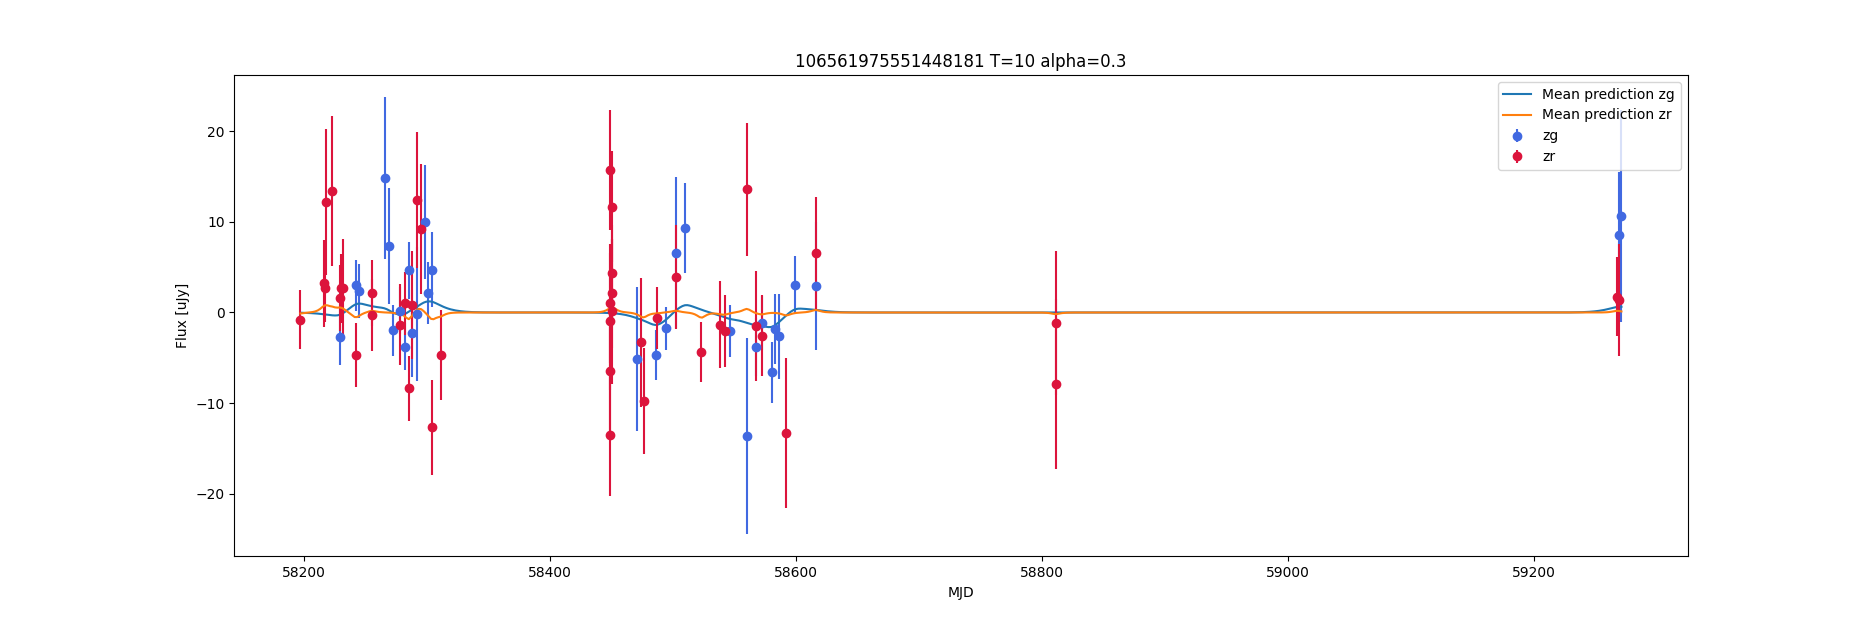 106561975551448181 T=10 alpha=0.3
Mean prediction zg
Mean prediction zr
zg
zr
Flux [uJy]
20
10
0
−10
−20
58200
58400
58600
58800
59000
59200
MJD